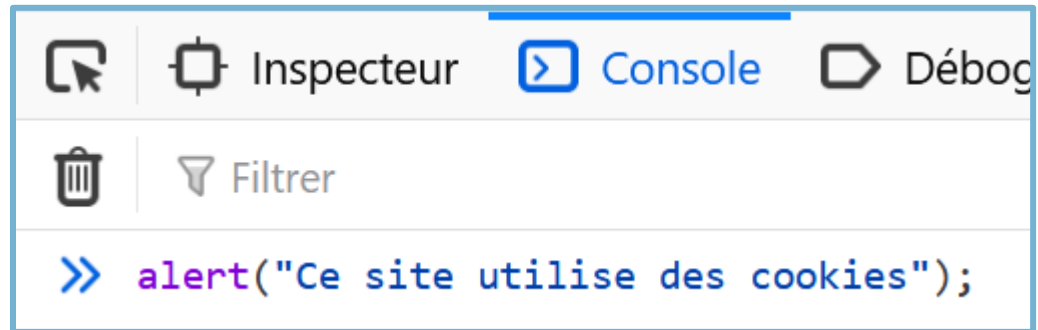 Inspecteur Console Débog
Filtrer
>> alert("Ce site utilise des cookies");